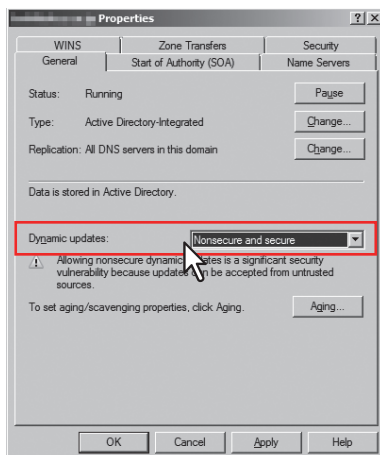 Properties
WINS Zone Transfers Security
General Start of Authority (SOA) Name Servers
Status: Running Pause
Type: Active Directory-Integrated Change...
Replication: All DNS servers in this domain Change...
Data is stored in Active Directory.
Dynamic updates: Nonsecure and secure
Allowing nonsecure dynamic updates is a significant security
vulnerability because updates can be accepted from untrusted
sources.
To set aging/scavenging properties, click Aging. Aging...
OK Cancel Apply Help